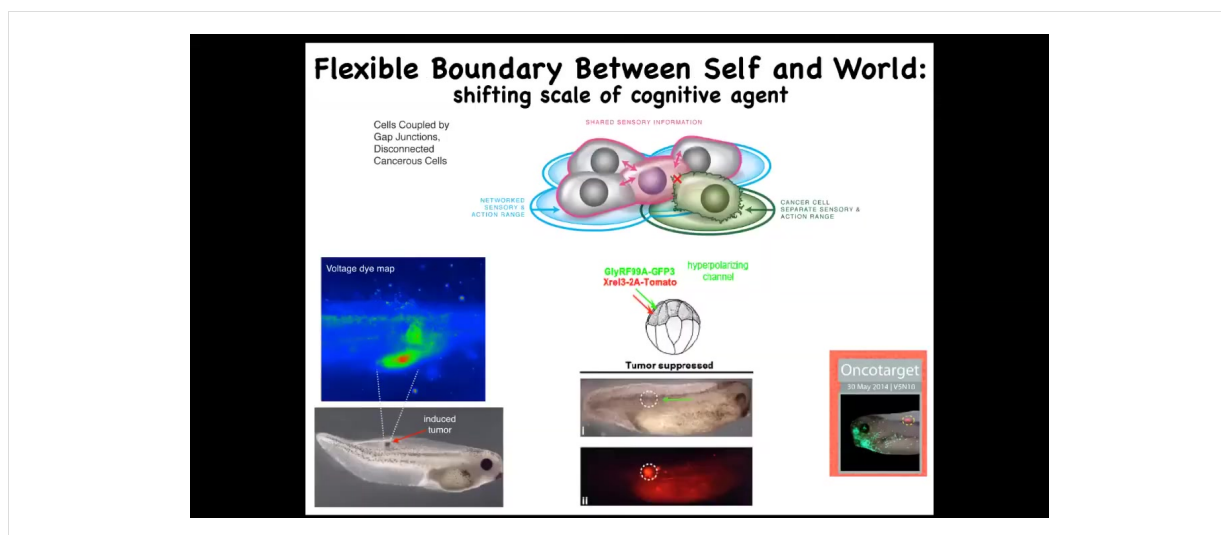 Flexible Boundary Between Self and World:
shifting scale of cognitive agent
Cells Coupled by
Gap Junctions,
Disconnected
Cancerous Cells
SHARED SENSORY INFORMATION
NETWORKED
SENSORY &
ACTION RANGE
CANCER CELL
SEPARATE SENSORY &
ACTION RANGE
Voltage dye map
induced
tumor
GlyRF99A-GFP3
Xrel3-2A-Tomato
hyperpolarizing
channel
Tumor suppressed
i
ii
Oncotarget
30 May 2014 | V5N10